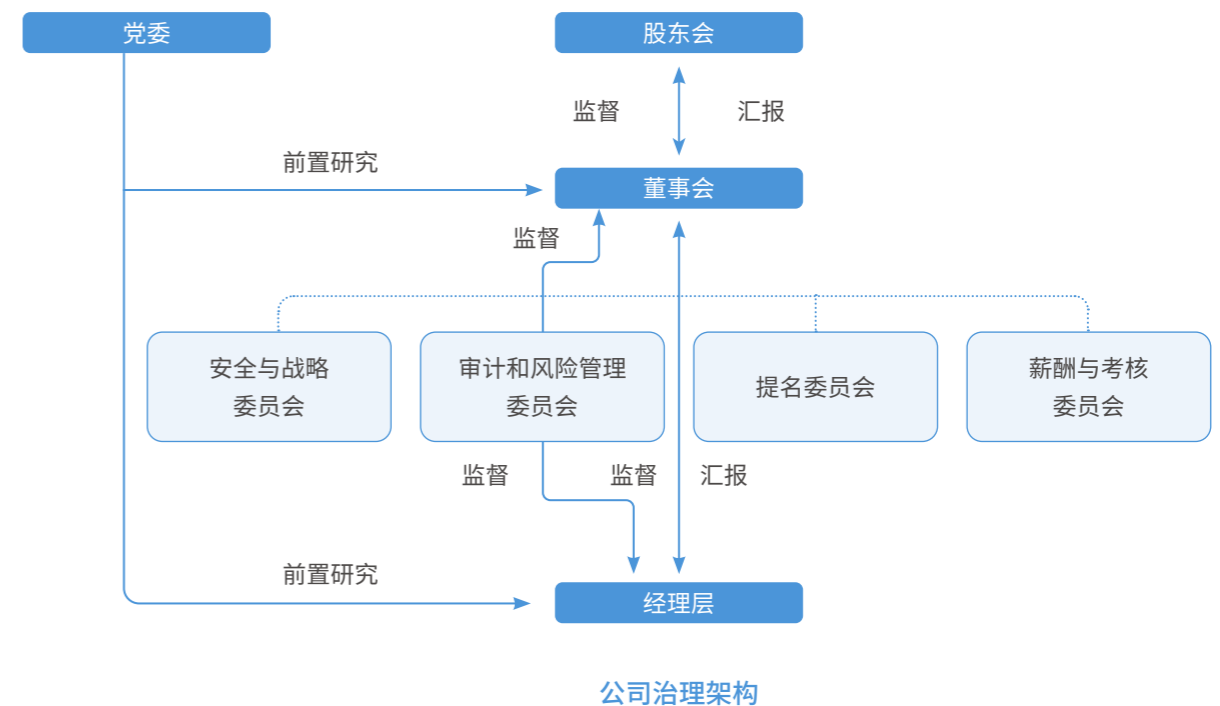 党委
股东会
监督
汇报
前置研究
董事会
监督
安全与战略
委员会
审计和风险管理
委员会
提名委员会
薪酬与考核
委员会
监督
监督
汇报
前置研究
经理层
公司治理架构